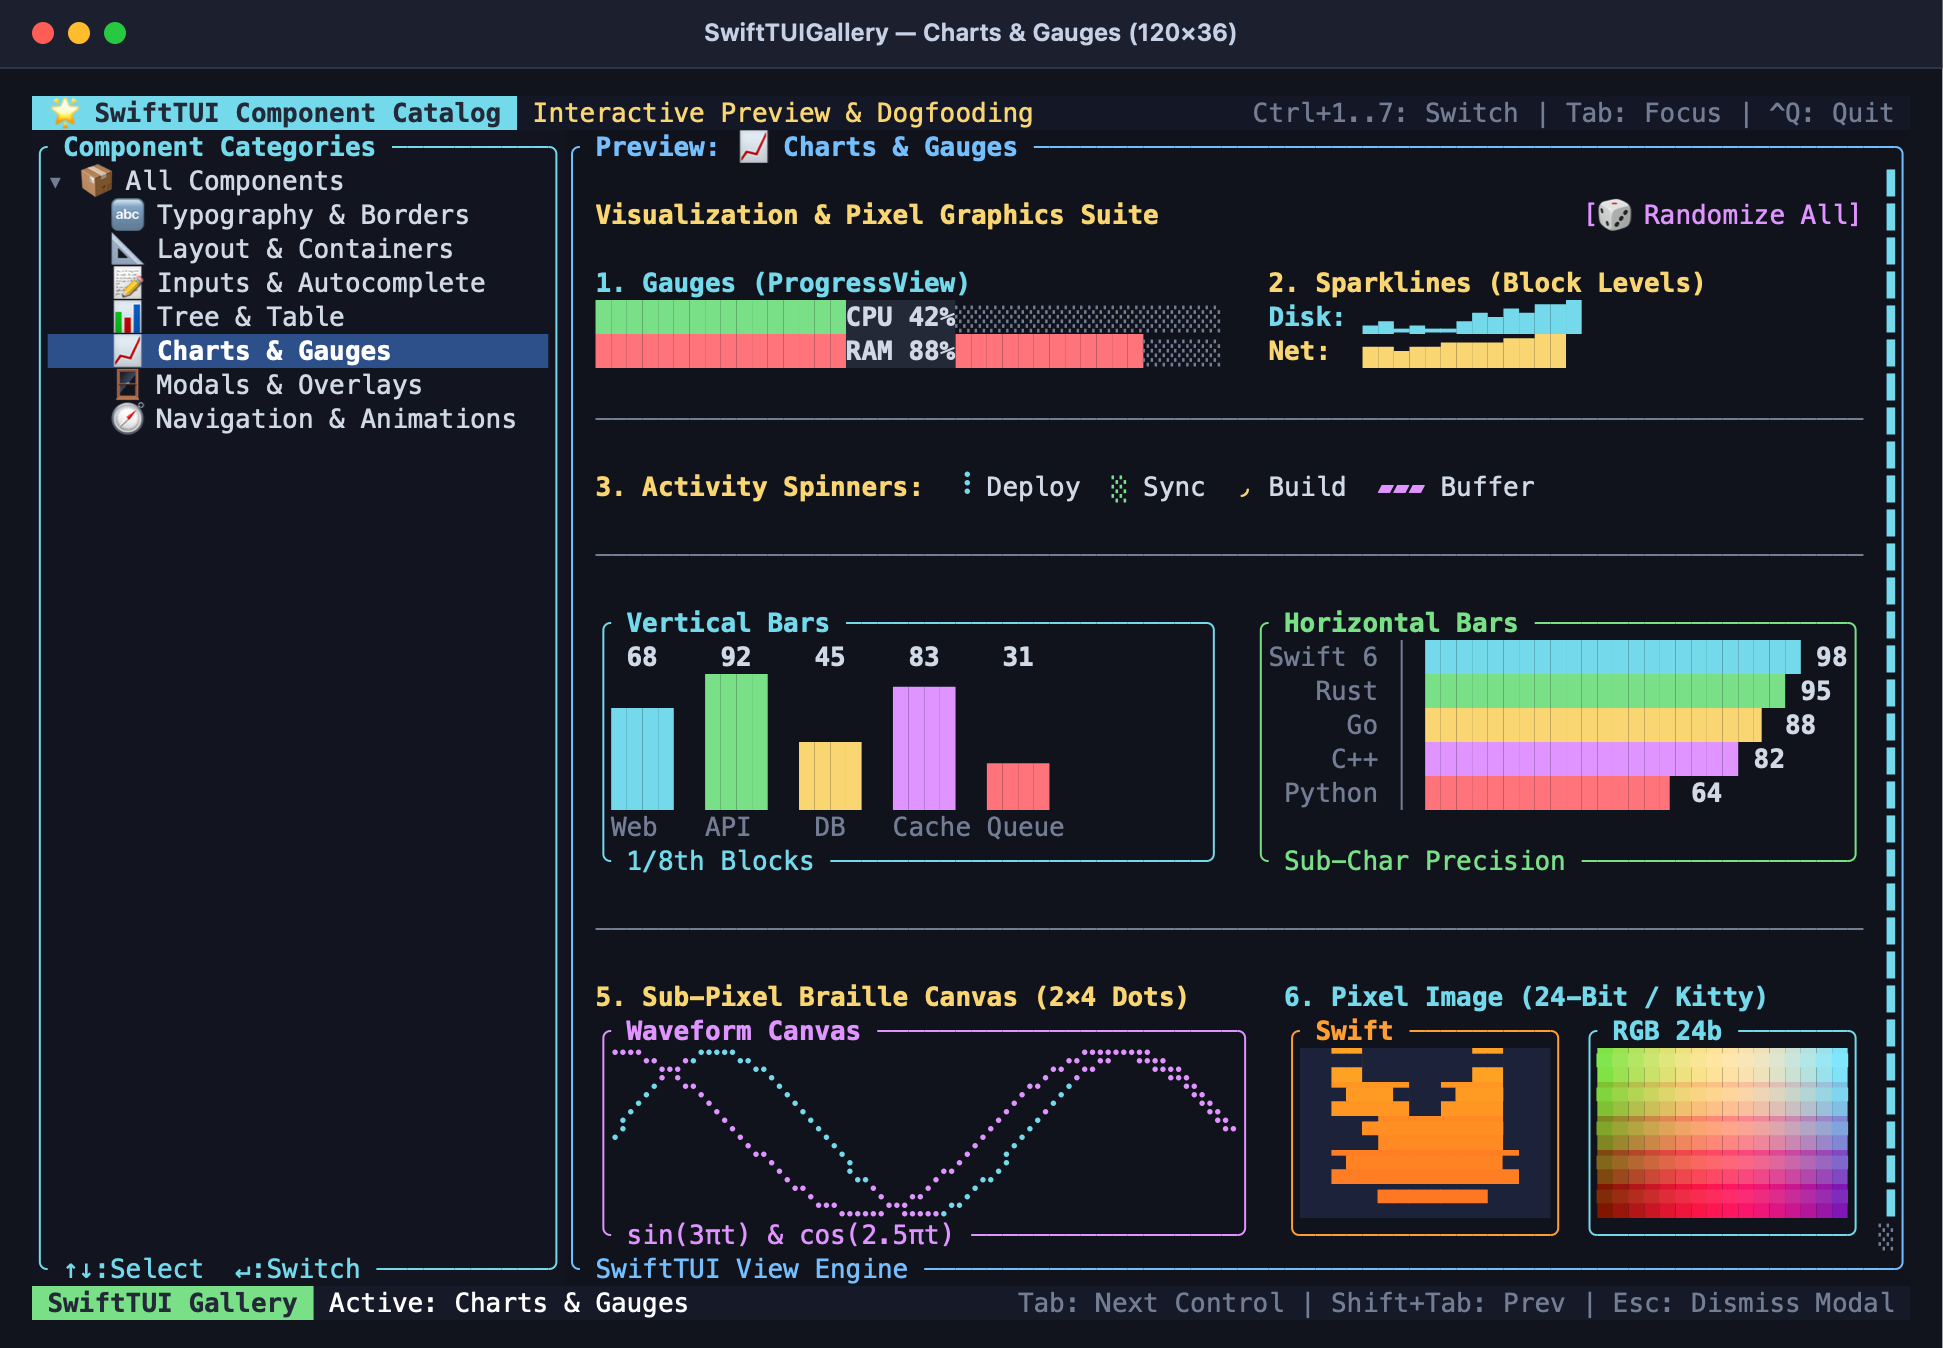 SwiftTUIGallery — Charts & Gauges (120×36)
SwiftTUI Component Catalog Interactive Preview & Dogfooding Ctrl+1..7: Switch | Tab: Focus | ^Q: Quit
Component Categories
▼ All Components
abc Typography & Borders
Layout & Containers
Inputs & Autocomplete
Tree & Table
Charts & Gauges
Modals & Overlays
Navigation & Animations
↑↓:Select ↵:Switch
Preview: Charts & Gauges
Visualization & Pixel Graphics Suite [Randomize All]
1. Gauges (ProgressView)
CPU 42%
RAM 88%
2. Sparklines (Block Levels)
Disk:
Net:
3. Activity Spinners: Deploy Sync Build Buffer
Vertical Bars
68 92 45 83 31
Web API DB Cache Queue
1/8th Blocks
Horizontal Bars
Swift 6 98
Rust 95
Go 88
C++ 82
Python 64
Sub-Char Precision
5. Sub-Pixel Braille Canvas (2×4 Dots)
Waveform Canvas
sin(3πt) & cos(2.5πt)
6. Pixel Image (24-Bit / Kitty)
Swift
RGB 24b
SwiftTUI View Engine
SwiftTUI Gallery Active: Charts & Gauges Tab: Next Control | Shift+Tab: Prev | Esc: Dismiss Modal